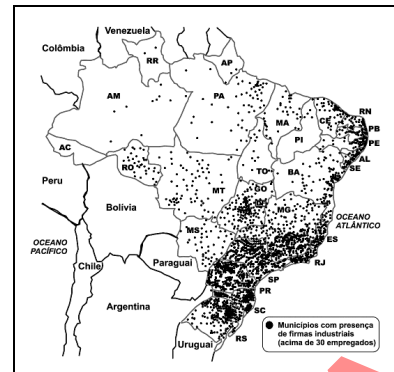 Venezuela
Colômbia
RR
AP
AM
PA
MA
CE
RN
PB
PE
AL
SE
PI
AC
RO
TO
BA
MT
GO
Peru
Bolívia
MG
OCEANO
ATLÂNTICO
MS
ES
OCEANO
PACÍFICO
Chile
Paraguai
RJ
SP
PR
Argentina
SC
Uruguai
RS
Municípios com presença
de firmas industriais
(acima de 30 empregados)